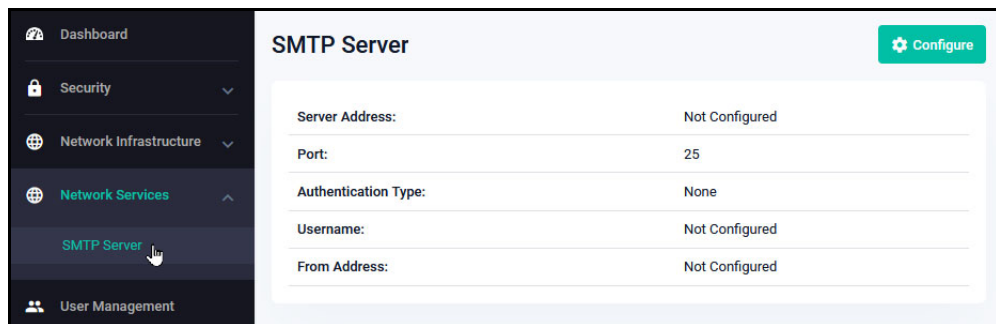 Dashboard
Security
Network Infrastructure
Network Services
SMTP Server
User Management
SMTP Server
Configure
Server Address: Not Configured
Port: 25
Authentication Type: None
Username: Not Configured
From Address: Not Configured